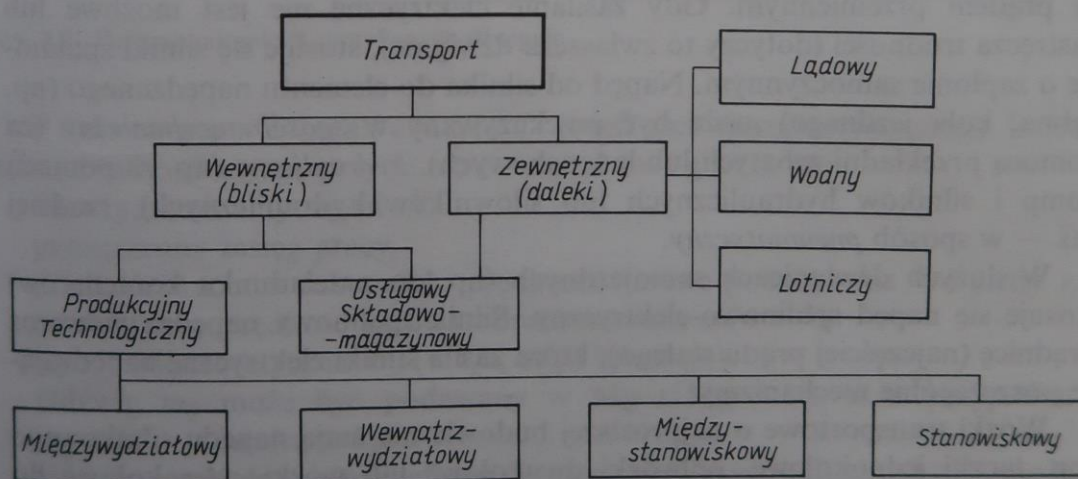 Transport
Lądowy
Wewnętrzny
(bliski)
Zewnętrzny
(daleki)
Wodny
Lotniczy
Produkcyjny
Technologiczny
Usługowy
Składowo-
-magazynowy
Międzywydziałowy
Wewnątrz-
wydziałowy
Między-
stanowiskowy
Stanowiskowy